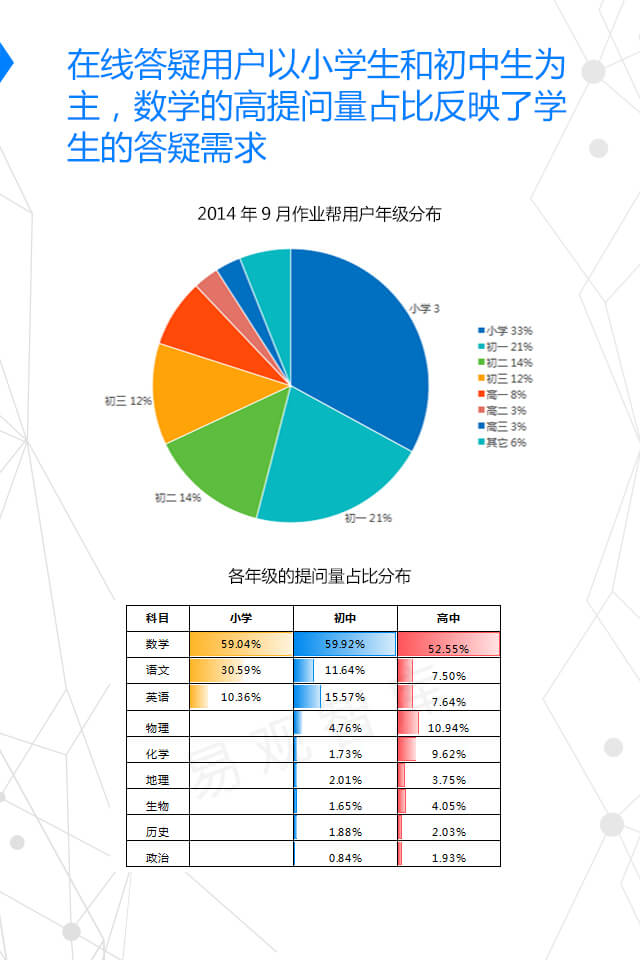 在线答疑用户以小学生和初中生为
主，数学的高提问量占比反映了学
生的答疑需求
2014 年 9 月作业帮用户年级分布
小学 3
初三 12%
初二 14%
初一 21%
小学 33%
初一 21%
初二 14%
初三 12%
高一 8%
高二 3%
高三 3%
其它 6%
各年级的提问量占比分布
科目 小学 初中 高中
数学 59.04% 59.92% 52.55%
语文 30.59% 11.64% 7.50%
英语 10.36% 15.57% 7.64%
物理 4.76% 10.94%
化学 1.73% 9.62%
地理 2.01% 3.75%
生物 1.65% 4.05%
历史 1.88% 2.03%
政治 0.84% 1.93%
易观智库